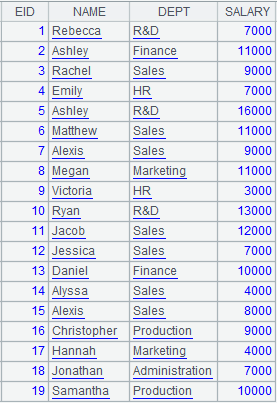 EID NAME DEPT SALARY
1 Rebecca R&D 7000
2 Ashley Finance 11000
3 Rachel Sales 9000
4 Emily HR 7000
5 Ashley R&D 16000
6 Matthew Sales 11000
7 Alexis Sales 9000
8 Megan Marketing 11000
9 Victoria HR 3000
10 Ryan R&D 13000
11 Jacob Sales 12000
12 Jessica Sales 7000
13 Daniel Finance 10000
14 Alyssa Sales 4000
15 Alexis Sales 8000
16 Christopher Production 9000
17 Hannah Marketing 4000
18 Jonathan Administration 7000
19 Samantha Production 10000